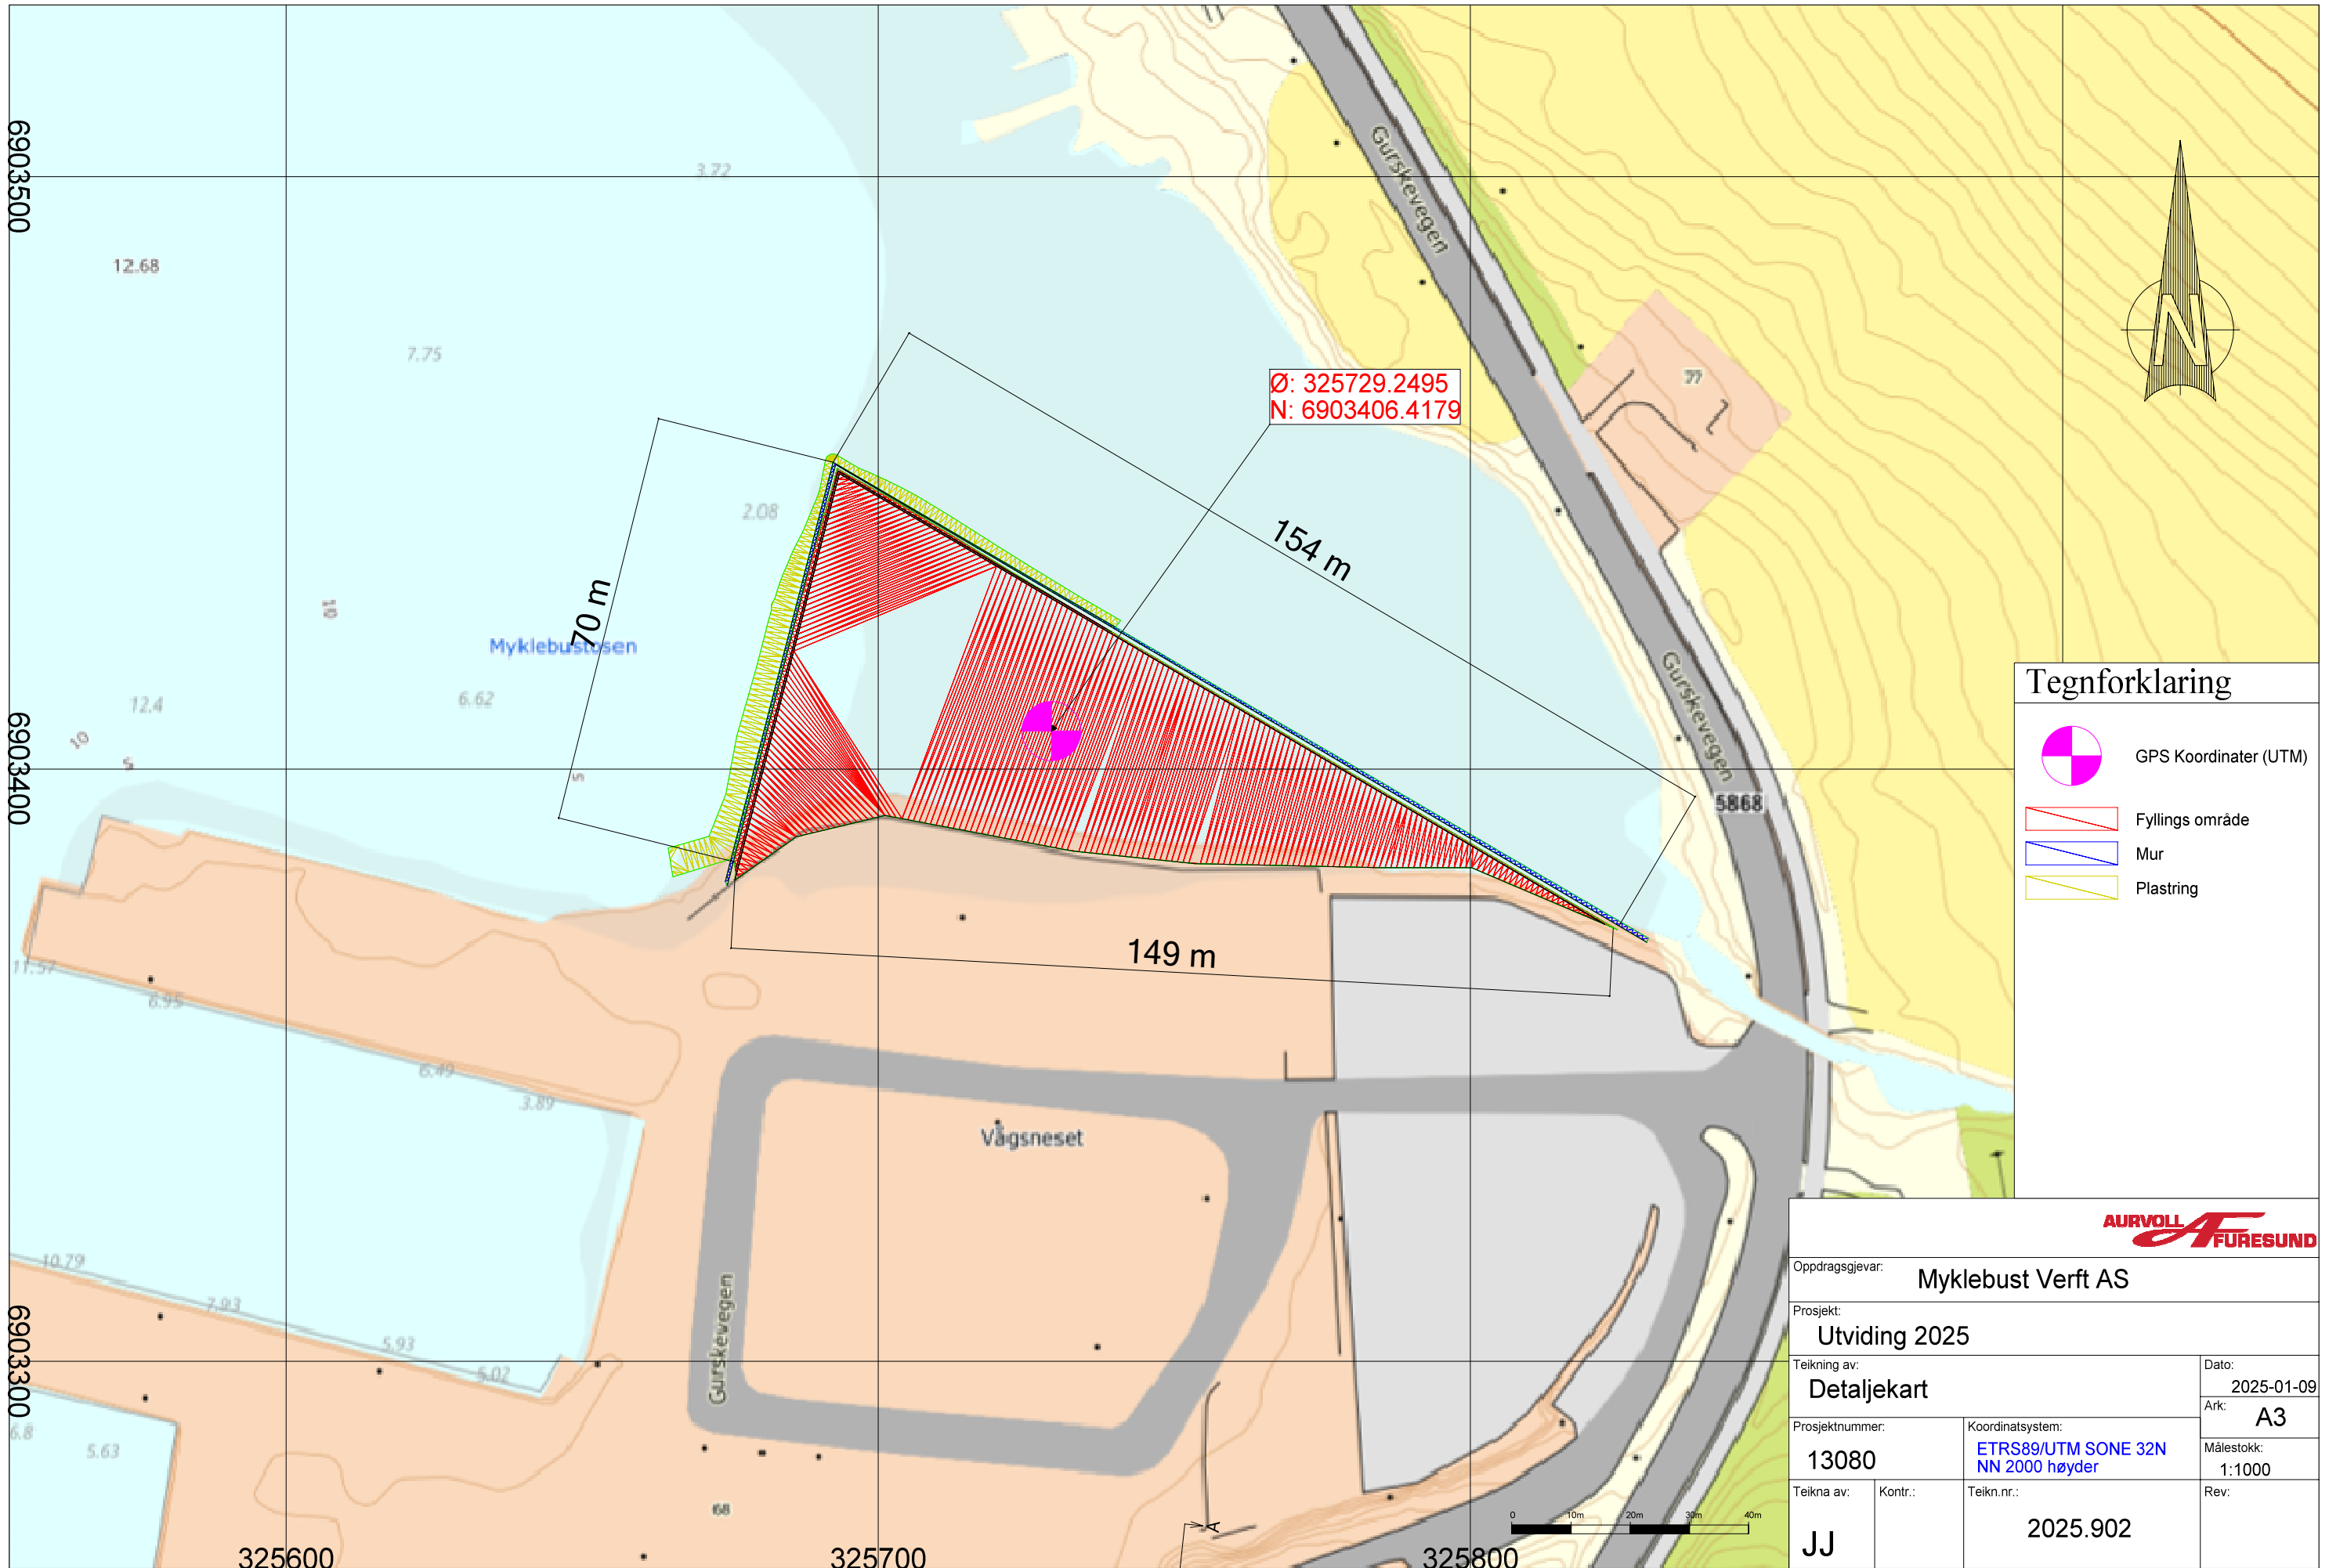 6903500
6903400
6903300
325600
325700
325800
3.72
12.68
7.75
2.08
10
Myklebustosen
6.62
12.4
10
5
5
11.57
6.95
6.49
3.89
10.79
7.93
5.93
5.02
6.8
5.63
68
77
5868
Gurskevegen
Gurskevegen
Gurskevegen
Vågsneset
A
Ø: 325729.2495
N: 6903406.4179
154 m
70 m
149 m
N
Tegnforklaring
GPS Koordinater (UTM)
Fyllings område
Mur
Plastring
AURVOLL
FURESUND
Oppdragsgjevar:
Myklebust Verft AS
Prosjekt:
Utviding 2025
Teikning av:
Detaljekart
Dato:
2025-01-09
Ark:
A3
Prosjektnummer:
13080
Koordinatsystem:
ETRS89/UTM SONE 32N
NN 2000 høyder
Målestokk:
1:1000
Teikna av:
JJ
Kontr.:
Teikn.nr.:
2025.902
Rev:
0 10m 20m 30m 40m